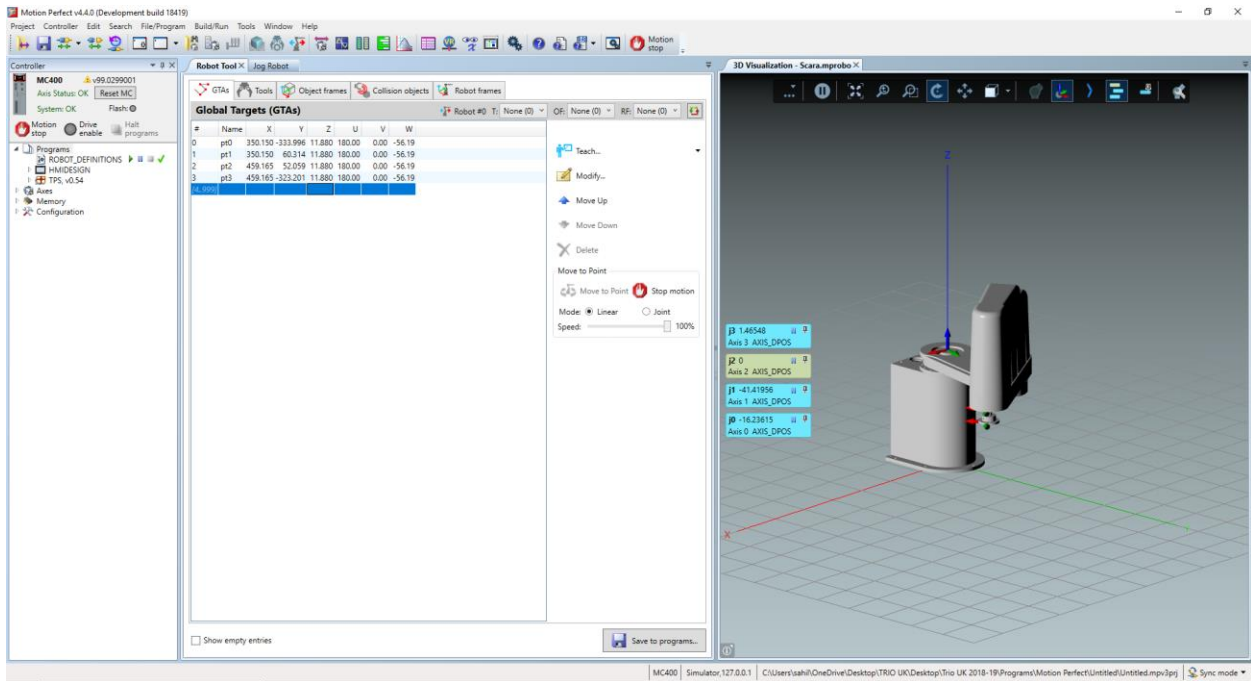 Motion Perfect v4.4.0 (Development build 18419)
Project Controller Edit Search File/Program Build/Run Tools Window Help
Motion stop
Controller
MC400 v99.0299001
Axis Status: OK Reset MC
System: OK Flash:
Motion stop Drive enable Halt programs
Programs
ROBOT_DEFINITIONS
HMIDESIGN
TPS, v0.54
Axes
Memory
Configuration
Robot Tool Jog Robot
GTAs Tools Object frames Collision objects Robot frames
Global Targets (GTAs) Robot #0 T: None (0) OF: None (0) RF: None (0)
# Name X Y Z U V W
0 pt0 350.150 -333.996 11.880 180.00 0.00 -56.19
1 pt1 350.150 60.314 11.880 180.00 0.00 -56.19
2 pt2 459.165 52.059 11.880 180.00 0.00 -56.19
3 pt3 459.165 -323.201 11.880 180.00 0.00 -56.19
Teach...
Modify...
Move Up
Move Down
Delete
Move to Point
Move to Point Stop motion
Mode: Linear Joint
Speed: 100%
Show empty entries
Save to programs...
3D Visualization - Scara.mprobo
Z
j3 1.46548
Axis 3 AXIS_DPOS
j2 0
Axis 2 AXIS_DPOS
j1 -41.41956
Axis 1 AXIS_DPOS
j0 -16.23615
Axis 0 AXIS_DPOS
X
MC400 Simulator,127.0.0.1 C:\Users\sahil\OneDrive\Desktop\TRIO UK\Desktop\Trio UK 2018-19\Programs\Motion Perfect\Untitled\Untitled.mpv3prj Sync mode